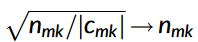 √(n_mk/|c_mk|) → n_mk